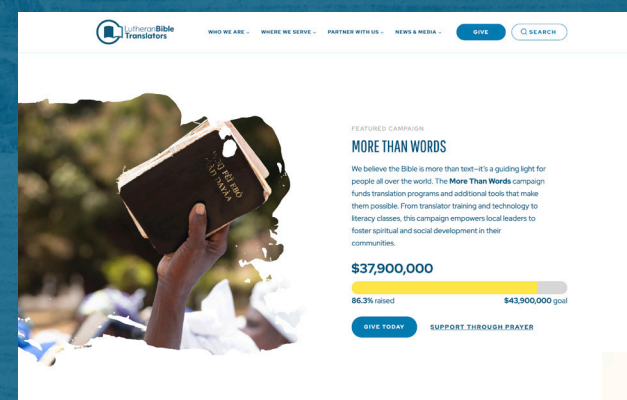 Lutheran Bible
Translators
WHO WE ARE
WHERE WE SERVE
PARTNER WITH US
NEWS & MEDIA
GIVE
SEARCH
FEATURED CAMPAIGN
MORE THAN WORDS
We believe the Bible is more than text—it's a guiding light for
people all over the world. The More Than Words campaign
funds translation programs and additional tools that make
them possible. From translator training and technology to
literacy classes, this campaign empowers local leaders to
foster spiritual and social development in their
communities.
$37,900,000
86.3% raised
$43,900,000 goal
GIVE TODAY
SUPPORT THROUGH PRAYER